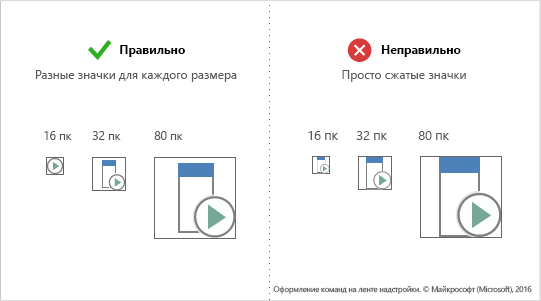 Правильно
Разные значки для каждого размера
16 пк 32 пк 80 пк
Неправильно
Просто сжатые значки
16 пк 32 пк 80 пк
Оформление команд на ленте надстройки. © Майкрософт (Microsoft), 2016